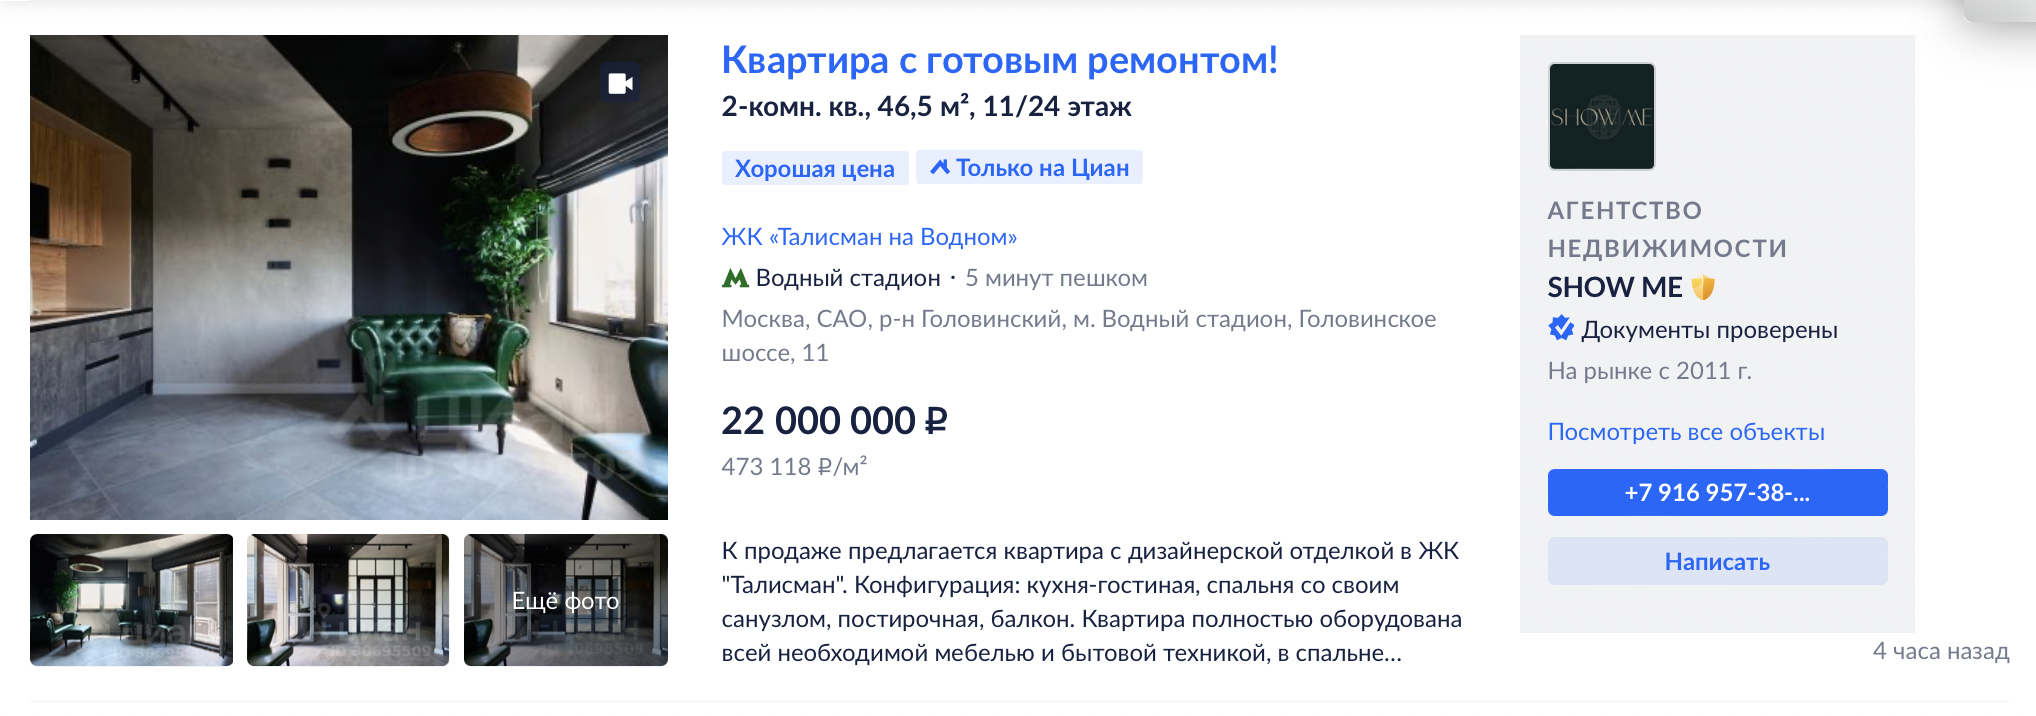 Квартира с готовым ремонтом!
2-комн. кв., 46,5 м², 11/24 этаж
Хорошая цена
Только на Циан
ЖК «Талисман на Водном»
Водный стадион · 5 минут пешком
Москва, САО, р-н Головинский, м. Водный стадион, Головинское
шоссе, 11
22 000 000 ₽
473 118 ₽/м²
К продаже предлагается квартира с дизайнерской отделкой в ЖК
"Талисман". Конфигурация: кухня-гостиная, спальня со своим
санузлом, постирочная, балкон. Квартира полностью оборудована
всей необходимой мебелью и бытовой техникой, в спальне...
Ещё фото
SHOW ME
АГЕНТСТВО
НЕДВИЖИМОСТИ
SHOW ME
Документы проверены
На рынке с 2011 г.
Посмотреть все объекты
+7 916 957-38-...
Написать
4 часа назад